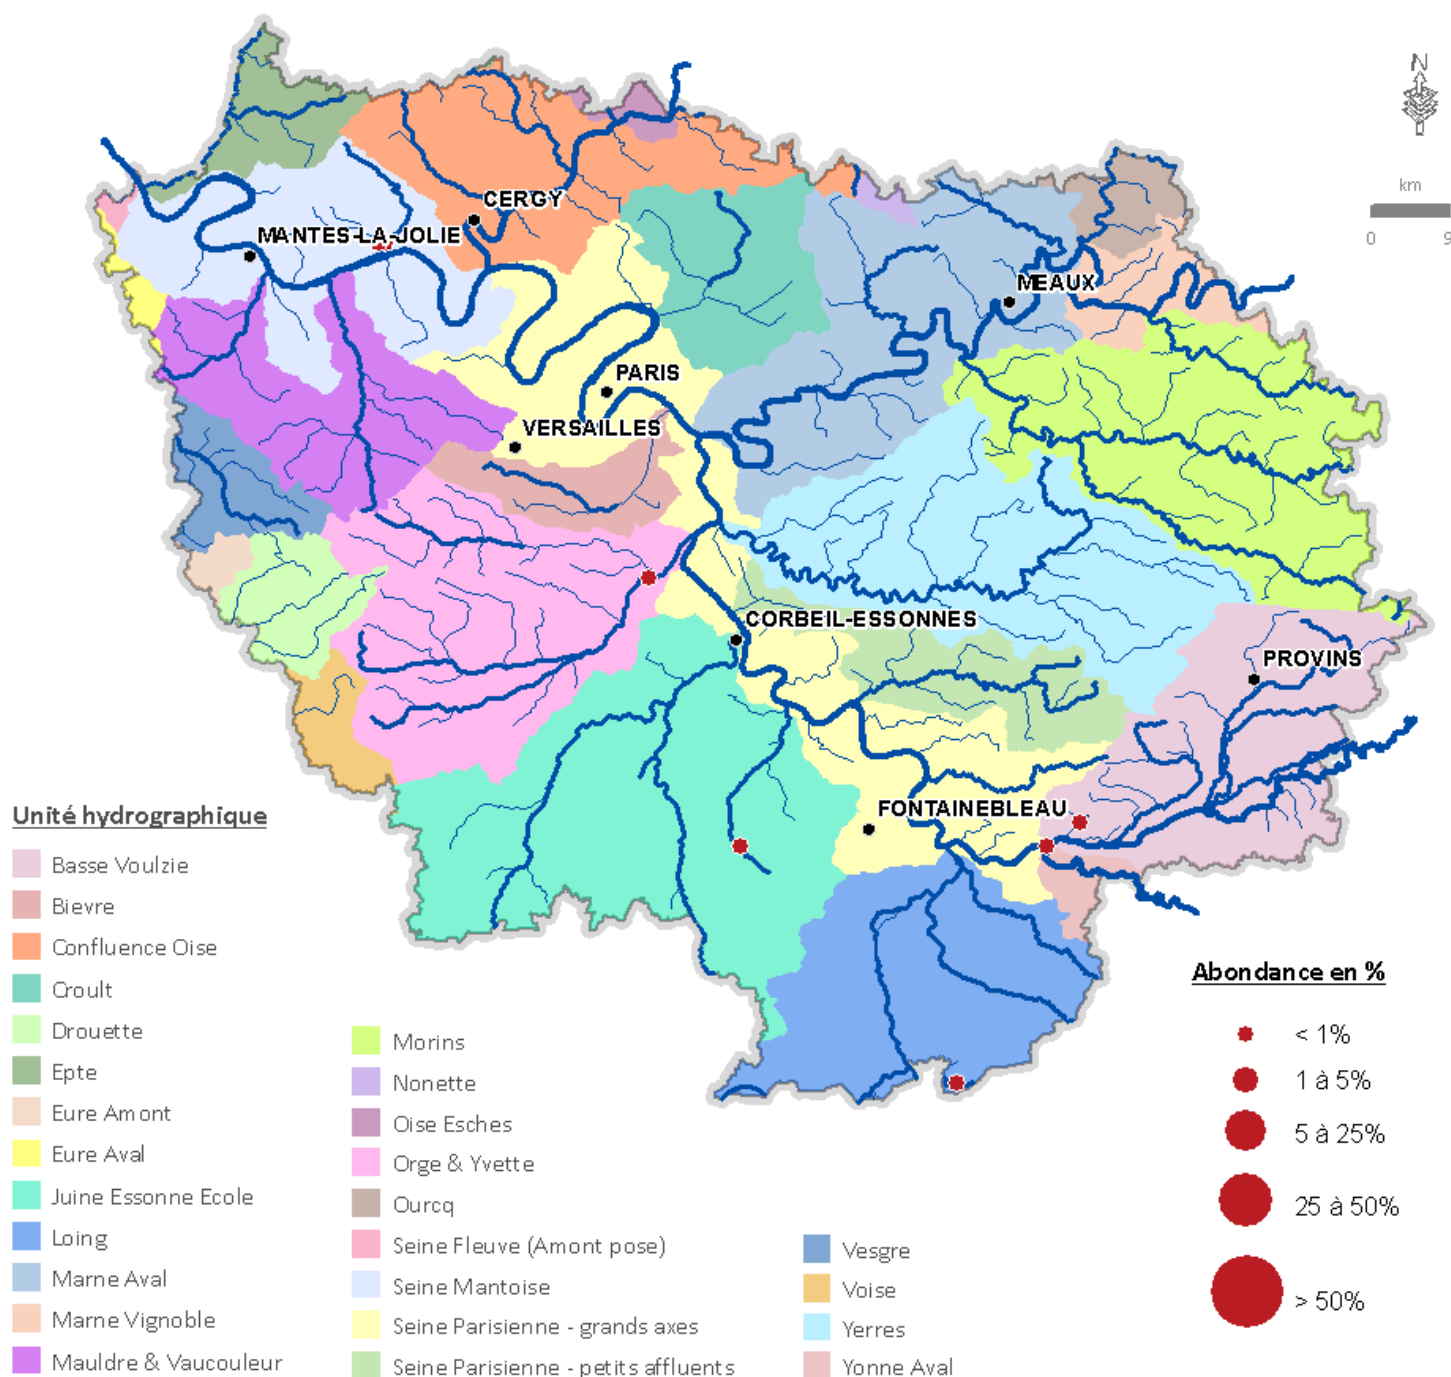 N
km
0 9
CERGY
MANTES-LA-JOLIE
MEAUX
PARIS
VERSAILLES
CORBEIL-ESSONNES
PROVINS
FONTAINEBLEAU
Unité hydrographique
Basse Voulzie
Bievre
Confluence Oise
Croult
Drouette
Epte
Eure Amont
Eure Aval
Juine Essonne Ecole
Loing
Marne Aval
Marne Vignoble
Mauldre & Vaucouleur
Morins
Nonette
Oise Esches
Orge & Yvette
Ourcq
Seine Fleuve (Amont pose)
Seine Mantoise
Seine Parisienne - grands axes
Seine Parisienne - petits affluents
Vesgre
Voise
Yerres
Yonne Aval
Abondance en %
< 1%
1 à 5%
5 à 25%
25 à 50%
> 50%